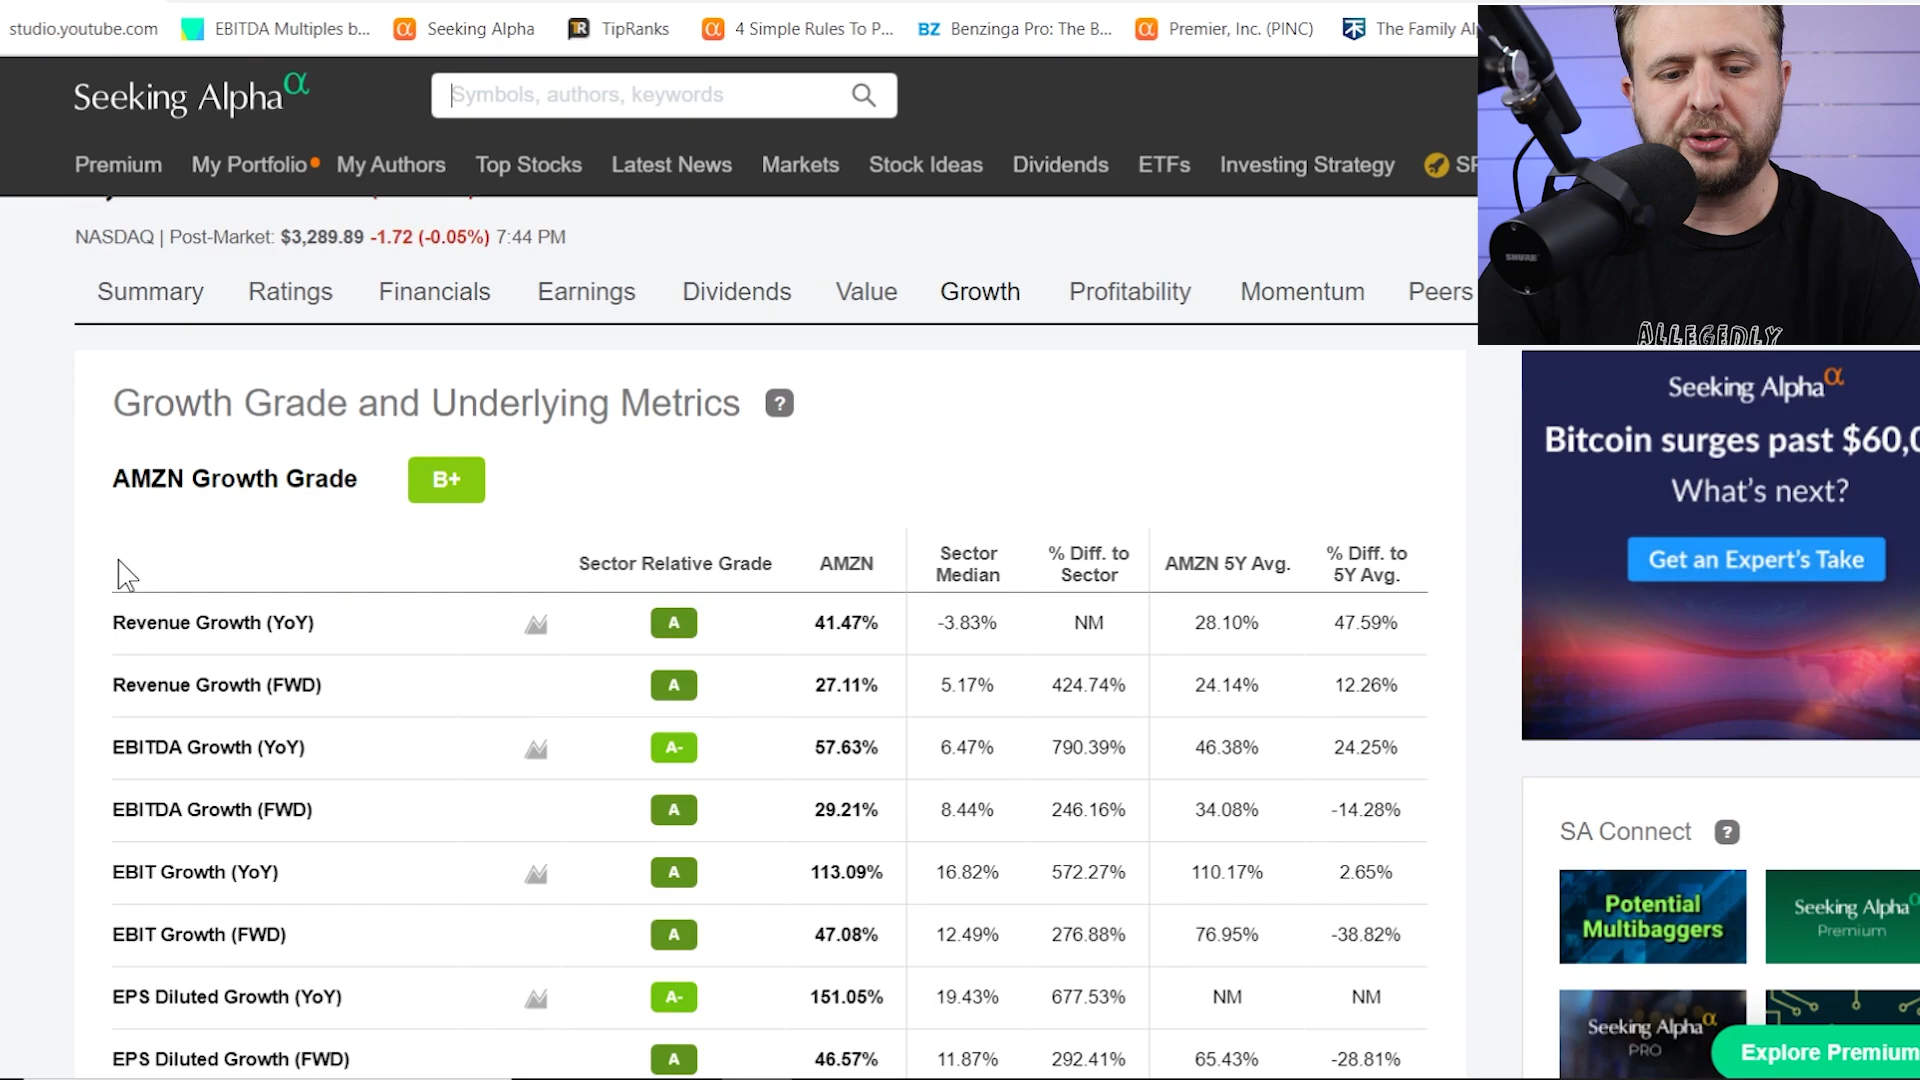 studio.youtube.com EBITDA Multiples b... Seeking Alpha TipRanks 4 Simple Rules To P... BZ Benzinga Pro: The B... Premier, Inc. (PINC) The Family Al
Seeking Alpha α
Symbols, authors, keywords
Premium My Portfolio My Authors Top Stocks Latest News Markets Stock Ideas Dividends ETFs Investing Strategy
NASDAQ | Post-Market: $3,289.89 -1.72 (-0.05%) 7:44 PM
Summary Ratings Financials Earnings Dividends Value Growth Profitability Momentum Peers
SHURE
ALLEGEDLY
Growth Grade and Underlying Metrics ?
AMZN Growth Grade B+
Sector Relative Grade AMZN Sector Median % Diff. to Sector AMZN 5Y Avg. % Diff. to 5Y Avg.
Revenue Growth (YoY) A 41.47% -3.83% NM 28.10% 47.59%
Revenue Growth (FWD) A 27.11% 5.17% 424.74% 24.14% 12.26%
EBITDA Growth (YoY) A- 57.63% 6.47% 790.39% 46.38% 24.25%
EBITDA Growth (FWD) A 29.21% 8.44% 246.16% 34.08% -14.28%
EBIT Growth (YoY) A 113.09% 16.82% 572.27% 110.17% 2.65%
EBIT Growth (FWD) A 47.08% 12.49% 276.88% 76.95% -38.82%
EPS Diluted Growth (YoY) A- 151.05% 19.43% 677.53% NM NM
EPS Diluted Growth (FWD) A 46.57% 11.87% 292.41% 65.43% -28.81%
Seeking Alpha α
Bitcoin surges past $60,0
What's next?
Get an Expert's Take
SA Connect ?
Potential
Multibaggers
Seeking Alpha α
Premium
Seeking Alpha α
PRO
Explore Premium